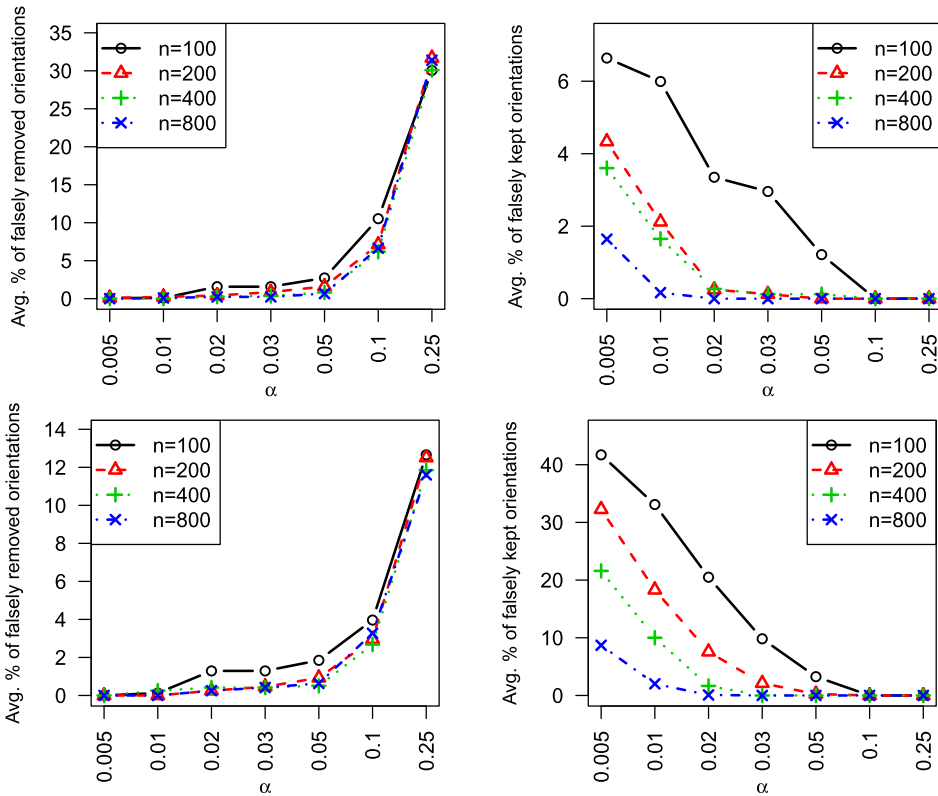 Avg. % of falsely removed orientations
35
30
25
20
15
10
5
0
n=100
n=200
n=400
n=800
0.005
0.01
0.02
0.03
0.05
0.1
0.25
α
Avg. % of falsely kept orientations
6
4
2
0
n=100
n=200
n=400
n=800
0.005
0.01
0.02
0.03
0.05
0.1
0.25
α
Avg. % of falsely removed orientations
14
12
10
8
6
4
2
0
n=100
n=200
n=400
n=800
0.005
0.01
0.02
0.03
0.05
0.1
0.25
α
Avg. % of falsely kept orientations
40
30
20
10
0
n=100
n=200
n=400
n=800
0.005
0.01
0.02
0.03
0.05
0.1
0.25
α